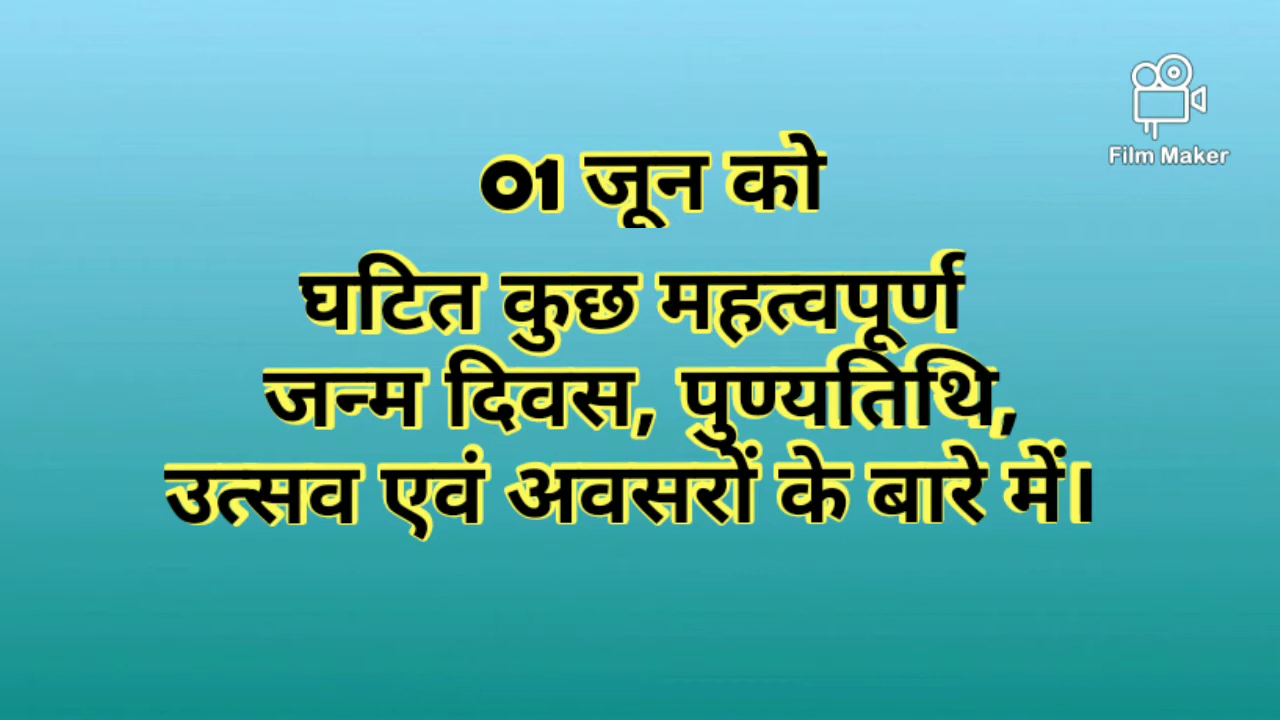 Film Maker
01 जून को
घटित कुछ महत्वपूर्ण
जन्म दिवस, पुण्यतिथि,
उत्सव एवं अवसरों के बारे में।